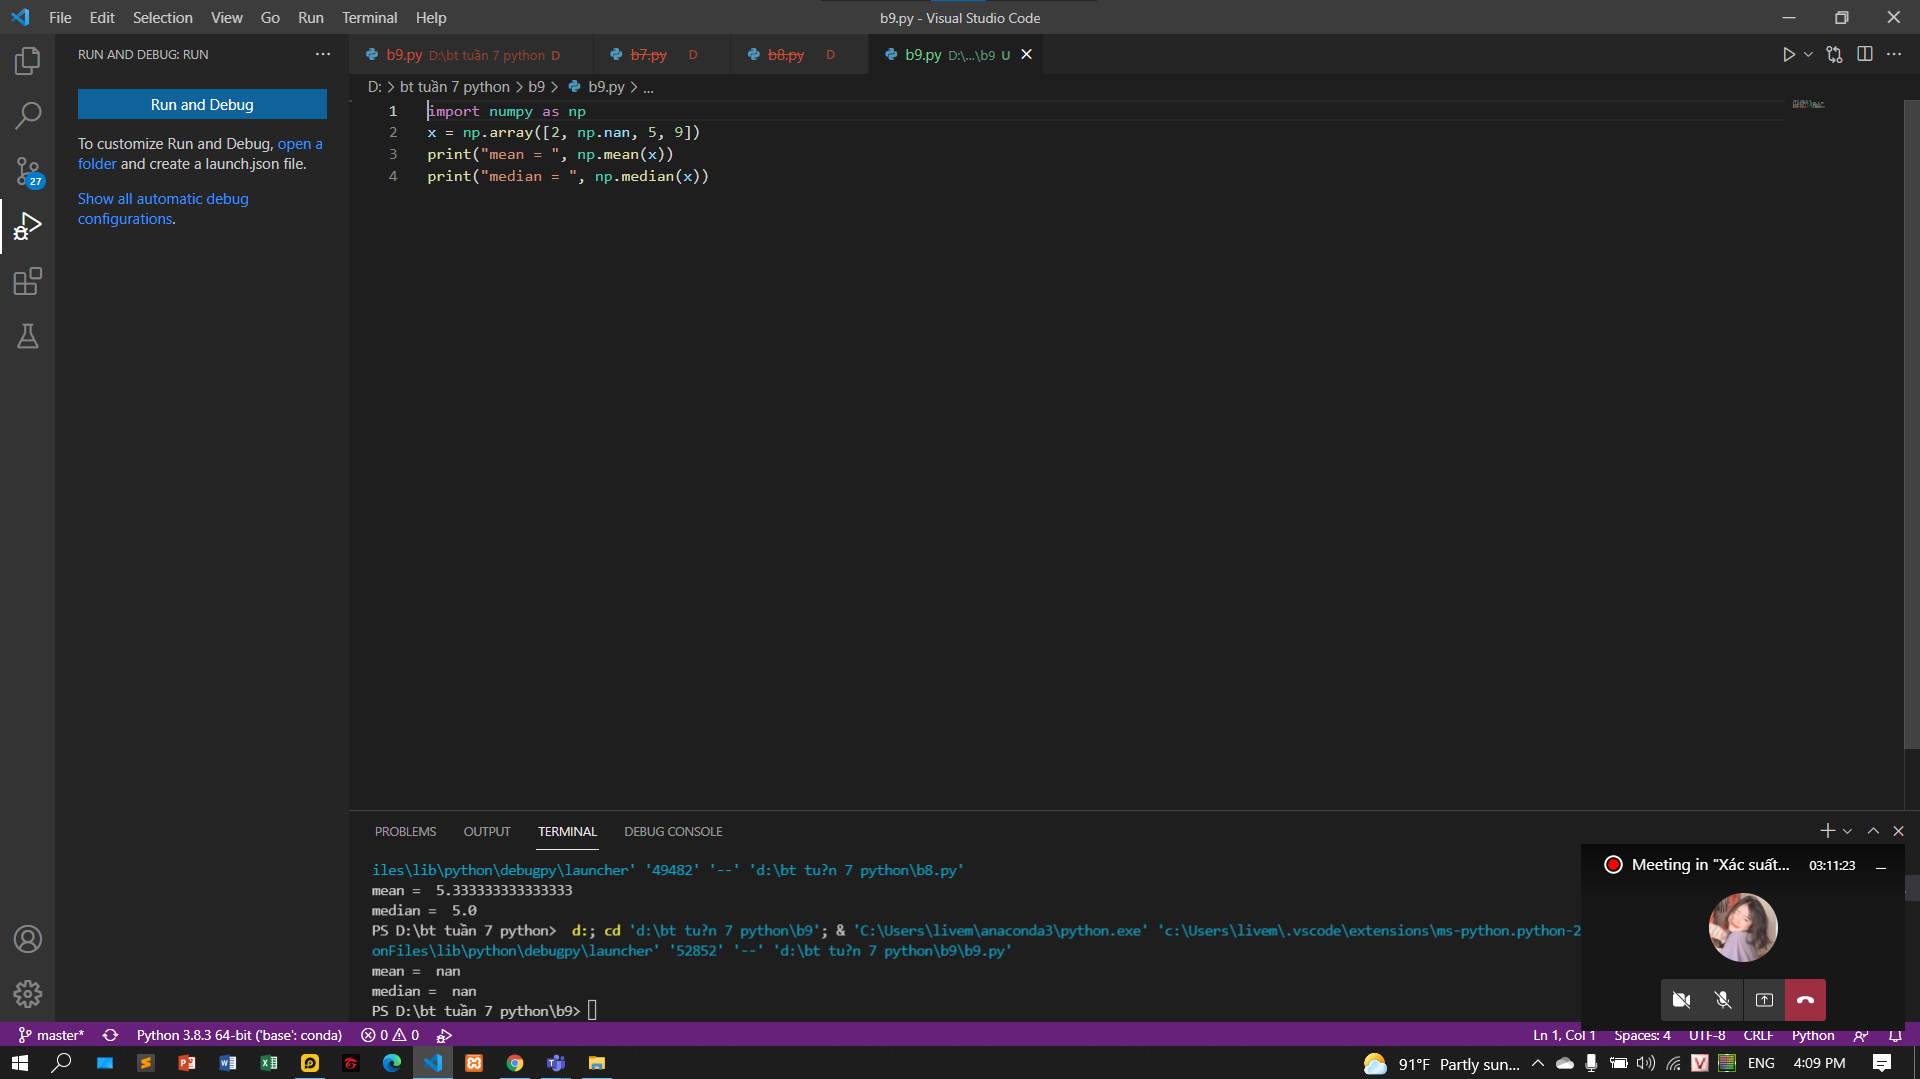 File Edit Selection View Go Run Terminal Help
b9.py - Visual Studio Code
RUN AND DEBUG: RUN
Run and Debug
To customize Run and Debug, open a
folder and create a launch.json file.
Show all automatic debug
configurations.
27
b9.py D:\bt tuần 7 python D
b7.py D
b8.py D
b9.py D:\...\b9 U
D: > bt tuần 7 python > b9 > b9.py > ...
1 import numpy as np
2 x = np.array([2, np.nan, 5, 9])
3 print("mean = ", np.mean(x))
4 print("median = ", np.median(x))
PROBLEMS OUTPUT TERMINAL DEBUG CONSOLE
iles\lib\python\debugpy\launcher' '49482' '--' 'd:\bt tu?n 7 python\b8.py'
mean =  5.333333333333333
median =  5.0
PS D:\bt tuần 7 python>  d:; cd 'd:\bt tu?n 7 python\b9'; & 'C:\Users\livem\anaconda3\python.exe' 'c:\Users\livem\.vscode\extensions\ms-python.python-2
onFiles\lib\python\debugpy\launcher' '52852' '--' 'd:\bt tu?n 7 python\b9\b9.py'
mean =  nan
median =  nan
PS D:\bt tuần 7 python\b9>
Meeting in "Xác suất... 03:11:23
master* Python 3.8.3 64-bit ('base': conda) 0 0
Ln 1, Col 1 Spaces: 4 UTF-8 CRLF Python
91°F Partly sun... ENG 4:09 PM